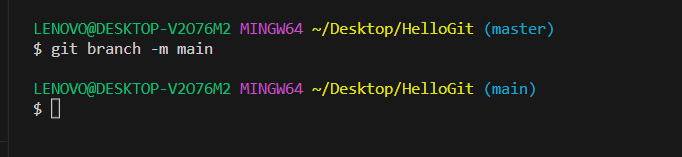 LENOVO@DESKTOP-V2O76M2 MINGW64 ~/Desktop/HelloGit (master)
$ git branch -m main
LENOVO@DESKTOP-V2O76M2 MINGW64 ~/Desktop/HelloGit (main)
$